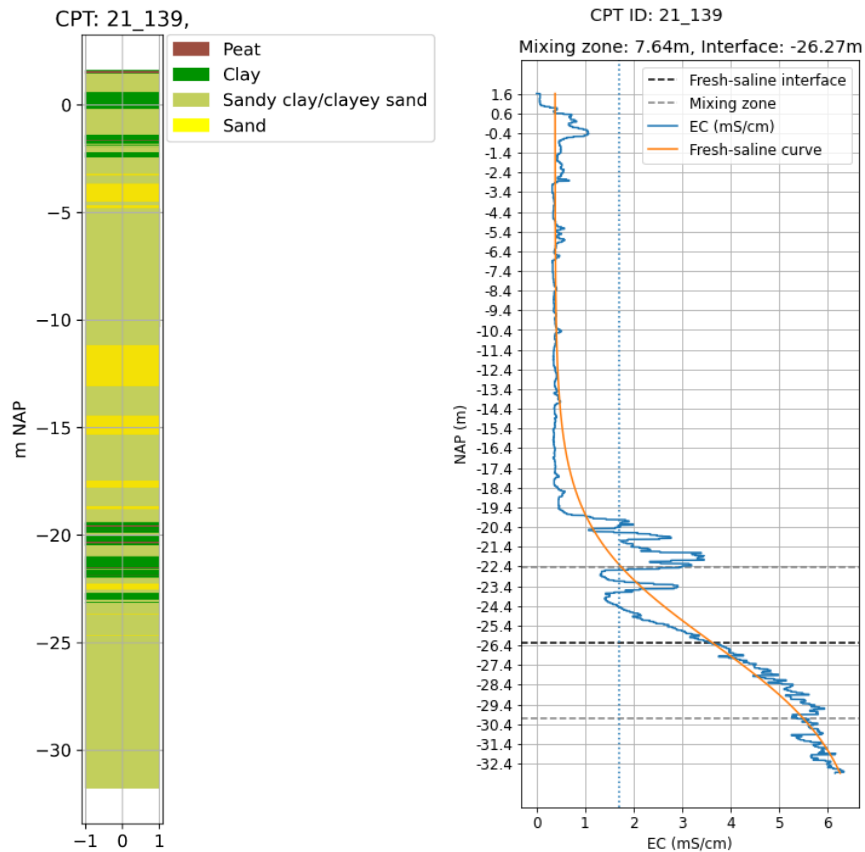 CPT: 21_139,
Peat
Clay
Sandy clay/clayey sand
Sand
0
−5
−10
−15
−20
−25
−30
m NAP
−1 0 1
CPT ID: 21_139
Mixing zone: 7.64m, Interface: -26.27m
Fresh-saline interface
Mixing zone
EC (mS/cm)
Fresh-saline curve
1.6
0.6
-0.4
-1.4
-2.4
-3.4
-4.4
-5.4
-6.4
-7.4
-8.4
-9.4
-10.4
-11.4
-12.4
-13.4
-14.4
-15.4
-16.4
-17.4
-18.4
-19.4
-20.4
-21.4
-22.4
-23.4
-24.4
-25.4
-26.4
-27.4
-28.4
-29.4
-30.4
-31.4
-32.4
NAP (m)
0 1 2 3 4 5 6
EC (mS/cm)